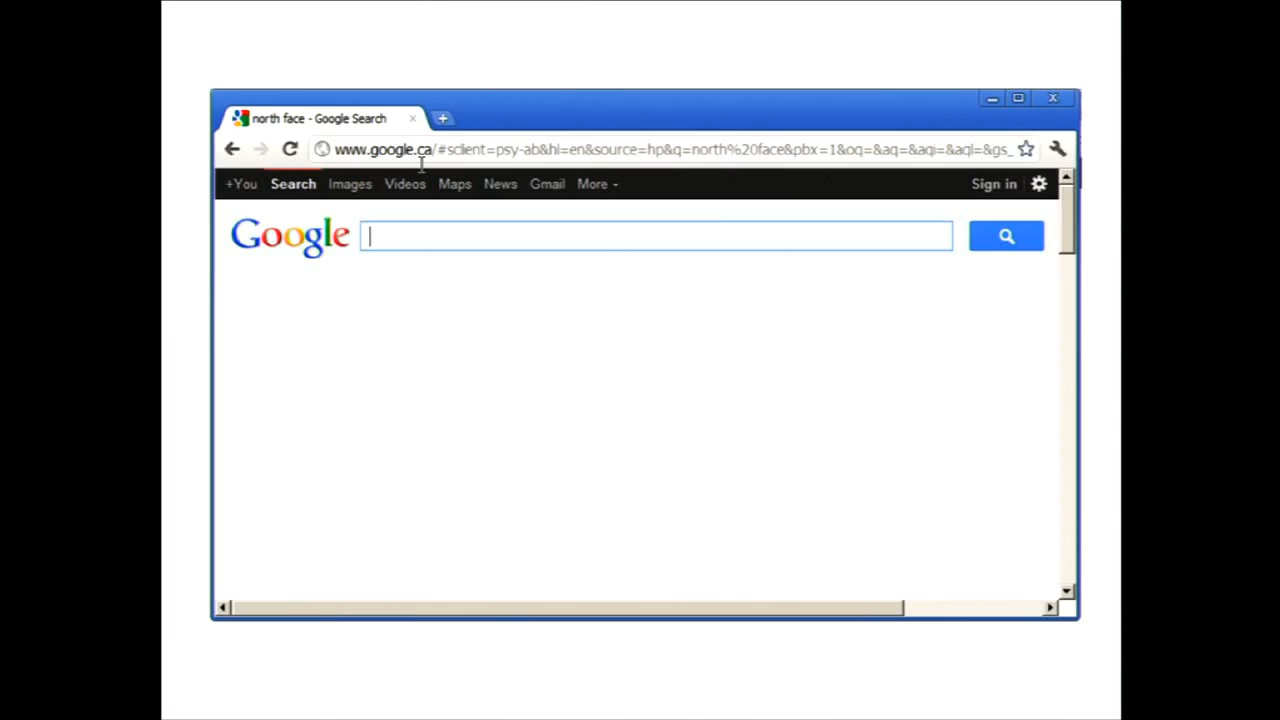 north face - Google Search
www.google.ca/#sclient=psy-ab&hl=en&source=hp&q=north%20face&pbx=1&oq=&aq=&aqi=&aql=&gs_
+You Search Images Videos Maps News Gmail More Sign in
Google